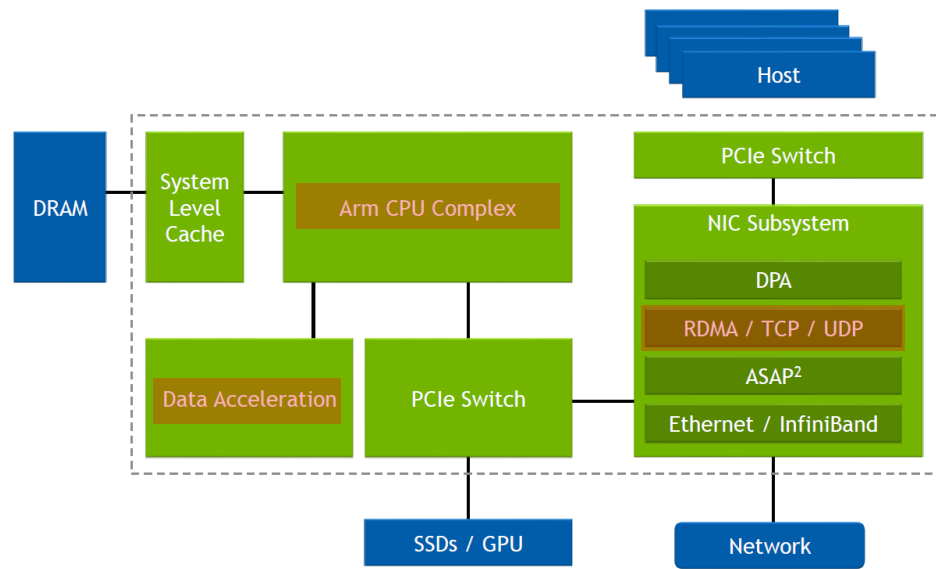 Host
PCIe Switch
DRAM
System
Level
Cache
Arm CPU Complex
NIC Subsystem
DPA
RDMA / TCP / UDP
ASAP²
Ethernet / InfiniBand
Data Acceleration
PCIe Switch
SSDs / GPU
Network